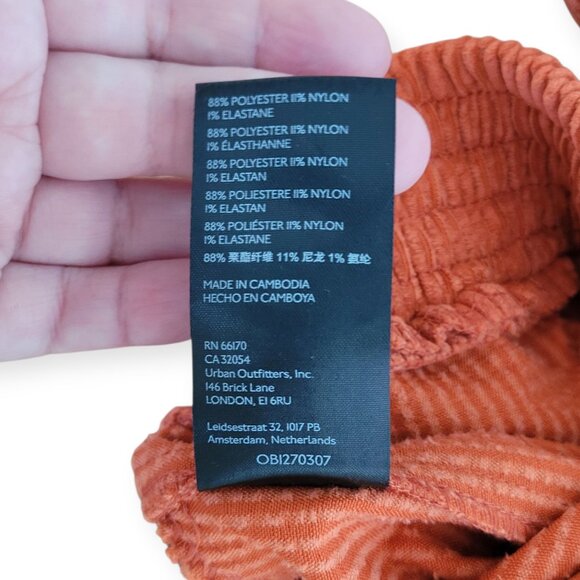 88% POLYESTER 11% NYLON
1% ELASTANE
88% POLYESTER 11% NYLON
1% ÉLASTHANNE
88% POLYESTER 11% NYLON
1% ELASTAN
88% POLIESTERE 11% NYLON
1% ELASTAN
88% POLIÉSTER 11% NYLON
1% ELASTANE
88% 聚酯纤维 11% 尼龙 1% 氨纶
MADE IN CAMBODIA
HECHO EN CAMBOYA
RN 66170
CA 32054
Urban Outfitters, Inc.
146 Brick Lane
LONDON, E1 6RU
Leidsestraat 32, 1017 PB
Amsterdam, Netherlands
OB1270307